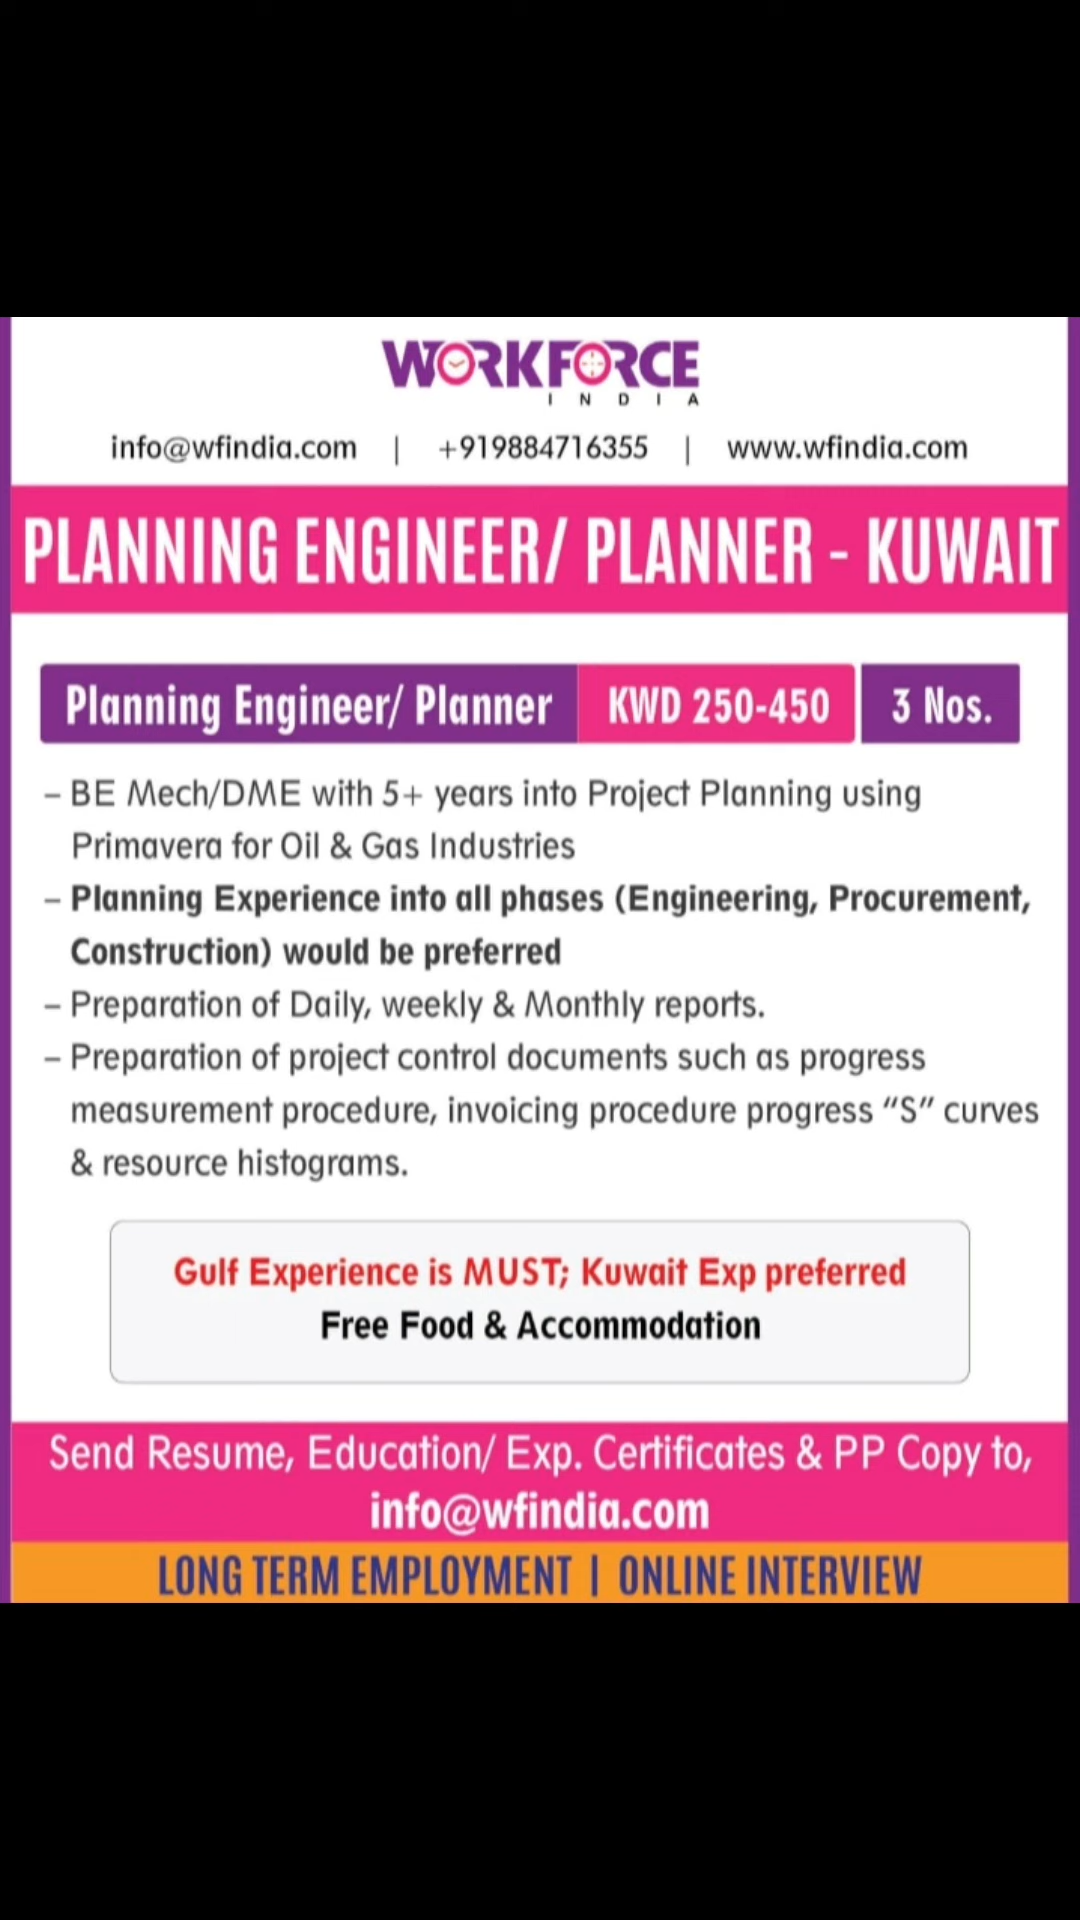 WORKFORCE
INDIA
info@wfindia.com | +919884716355 | www.wfindia.com
PLANNING ENGINEER/ PLANNER - KUWAIT
Planning Engineer/ Planner KWD 250-450 3 Nos.
– BE Mech/DME with 5+ years into Project Planning using
Primavera for Oil & Gas Industries
– Planning Experience into all phases (Engineering, Procurement,
Construction) would be preferred
– Preparation of Daily, weekly & Monthly reports.
– Preparation of project control documents such as progress
measurement procedure, invoicing procedure progress “S” curves
& resource histograms.
Gulf Experience is MUST; Kuwait Exp preferred
Free Food & Accommodation
Send Resume, Education/ Exp. Certificates & PP Copy to,
info@wfindia.com
LONG TERM EMPLOYMENT | ONLINE INTERVIEW